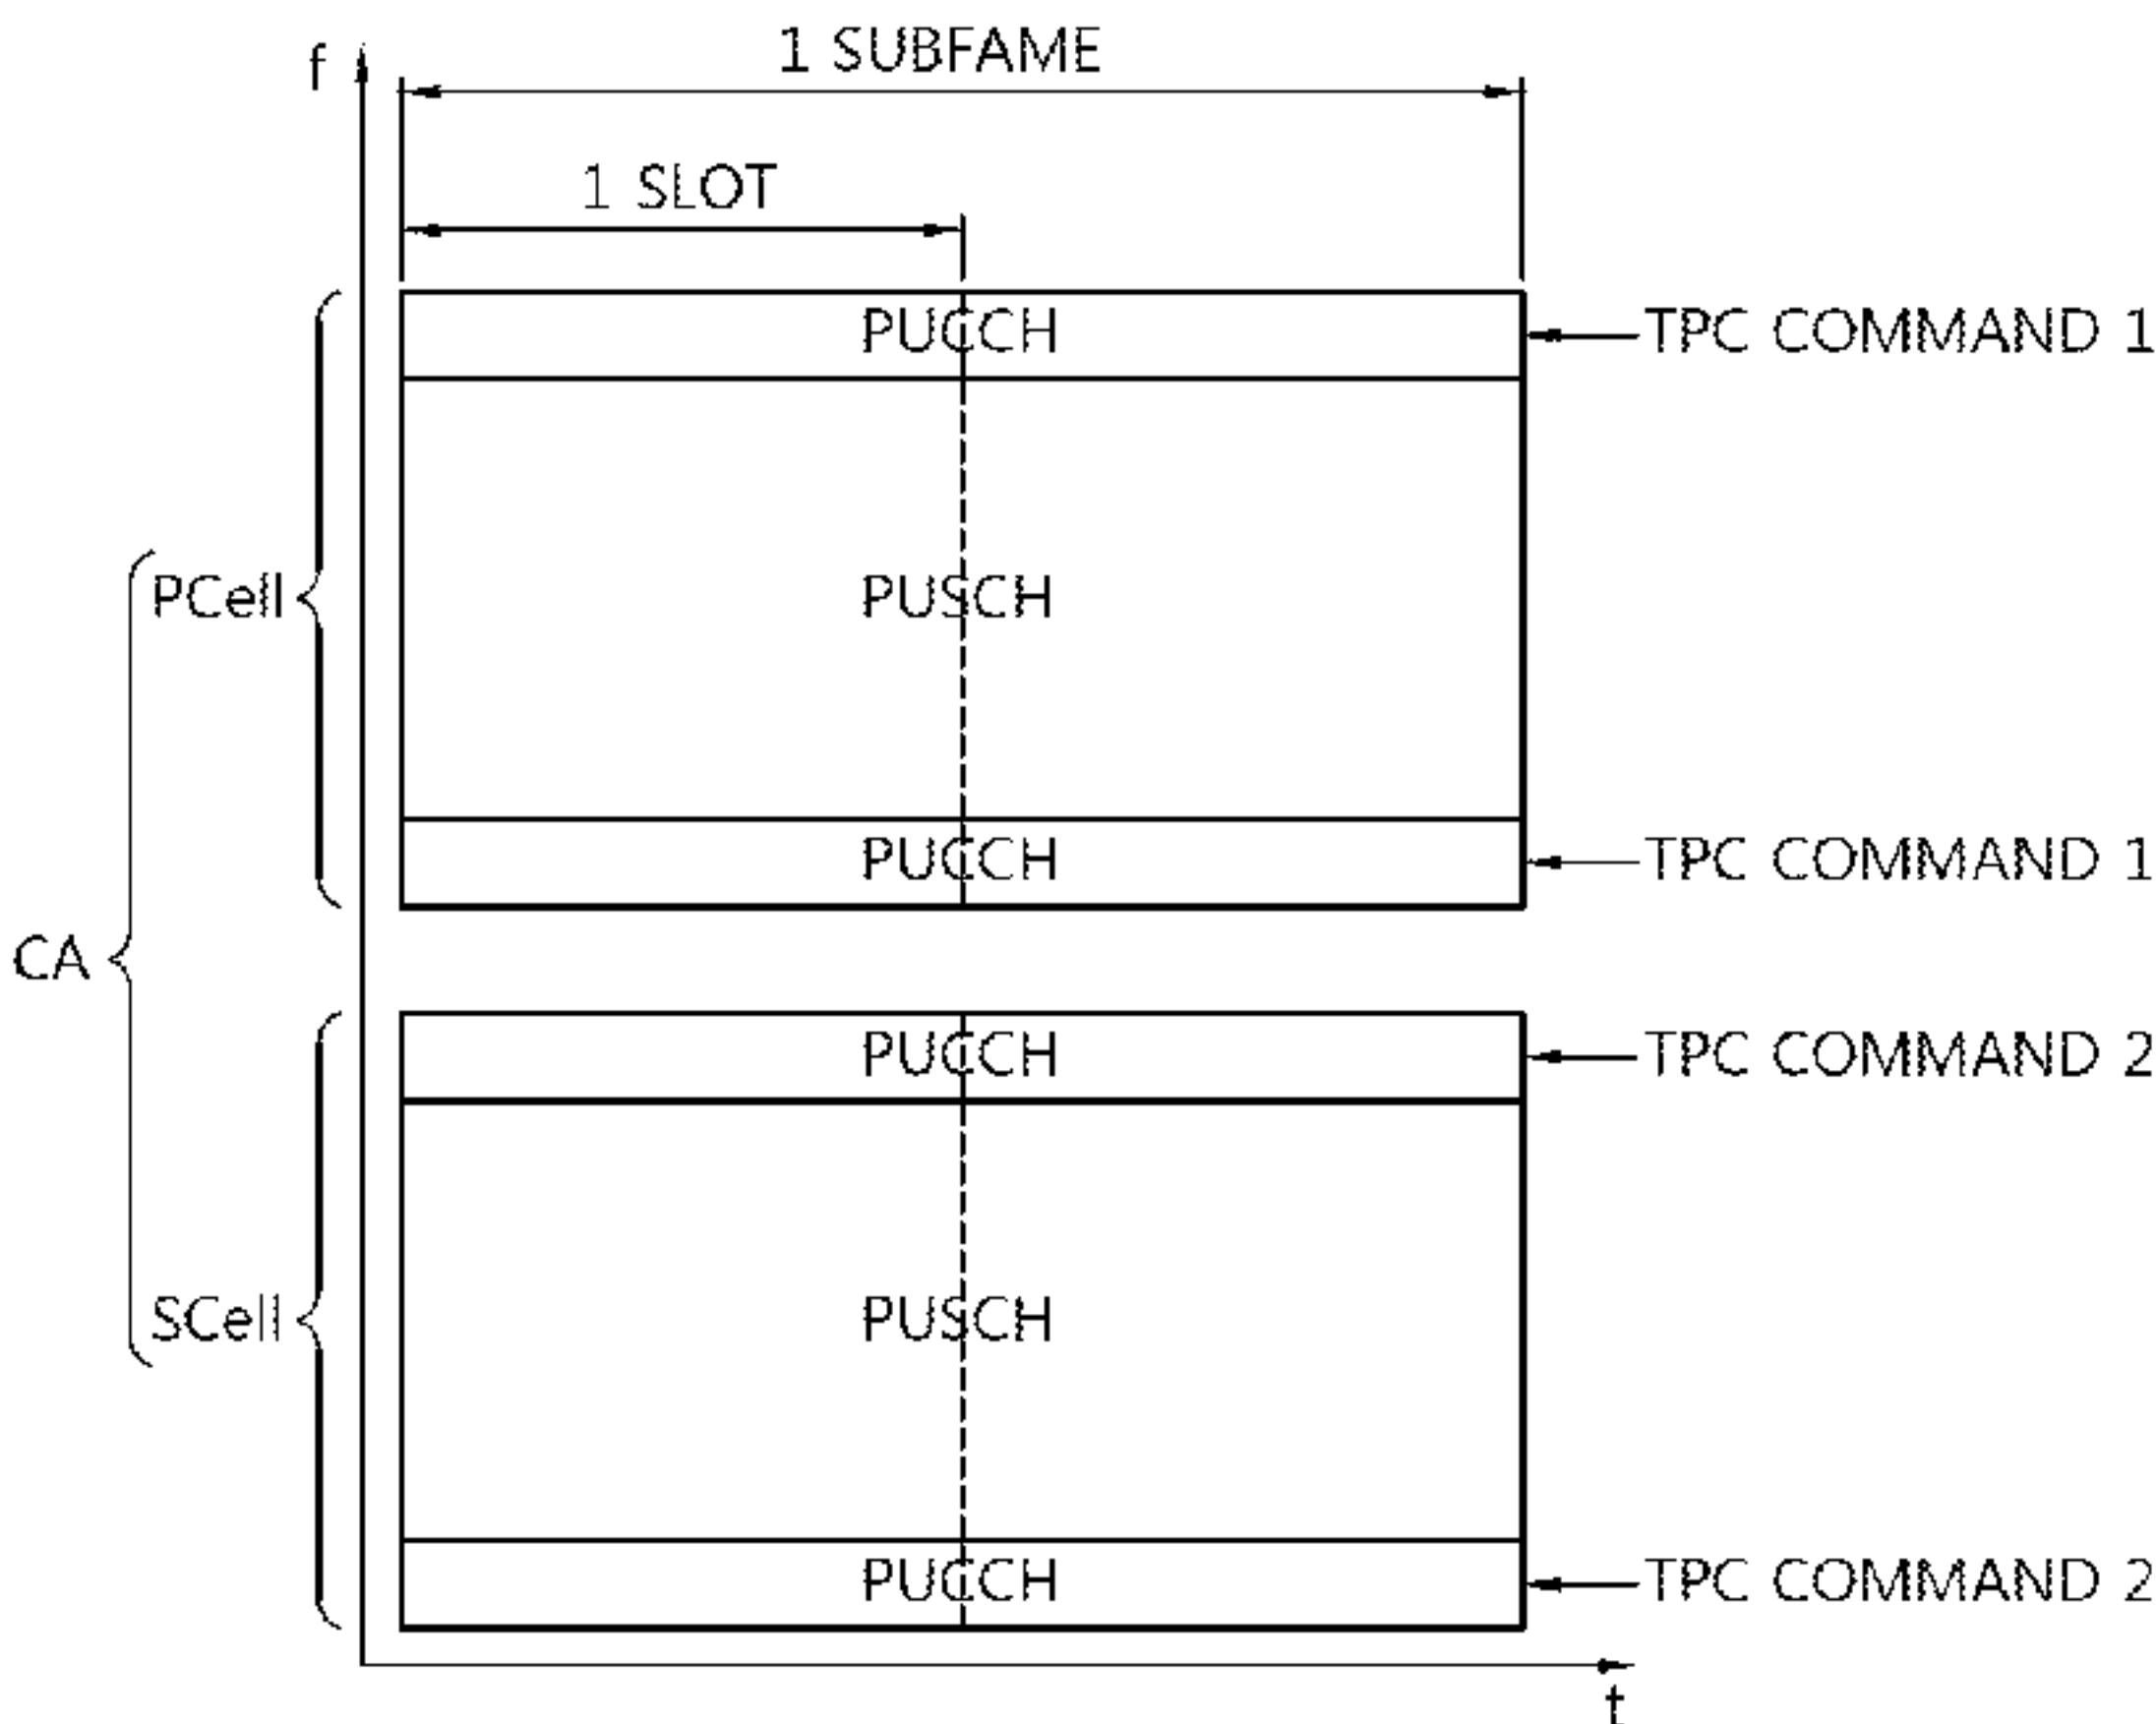 f
1 SUBFAME
1 SLOT
PUCCH
TPC COMMAND 1
PCell
PUSCH
PUCCH
TPC COMMAND 1
CA
PUCCH
TPC COMMAND 2
SCell
PUSCH
PUCCH
TPC COMMAND 2
t